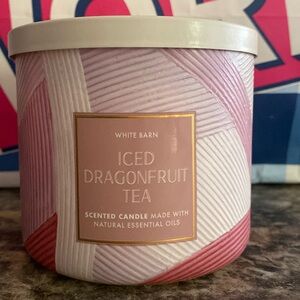 WHITE BARN
ICED
DRAGONFRUIT
TEA
SCENTED CANDLE MADE WITH
NATURAL ESSENTIAL OILS